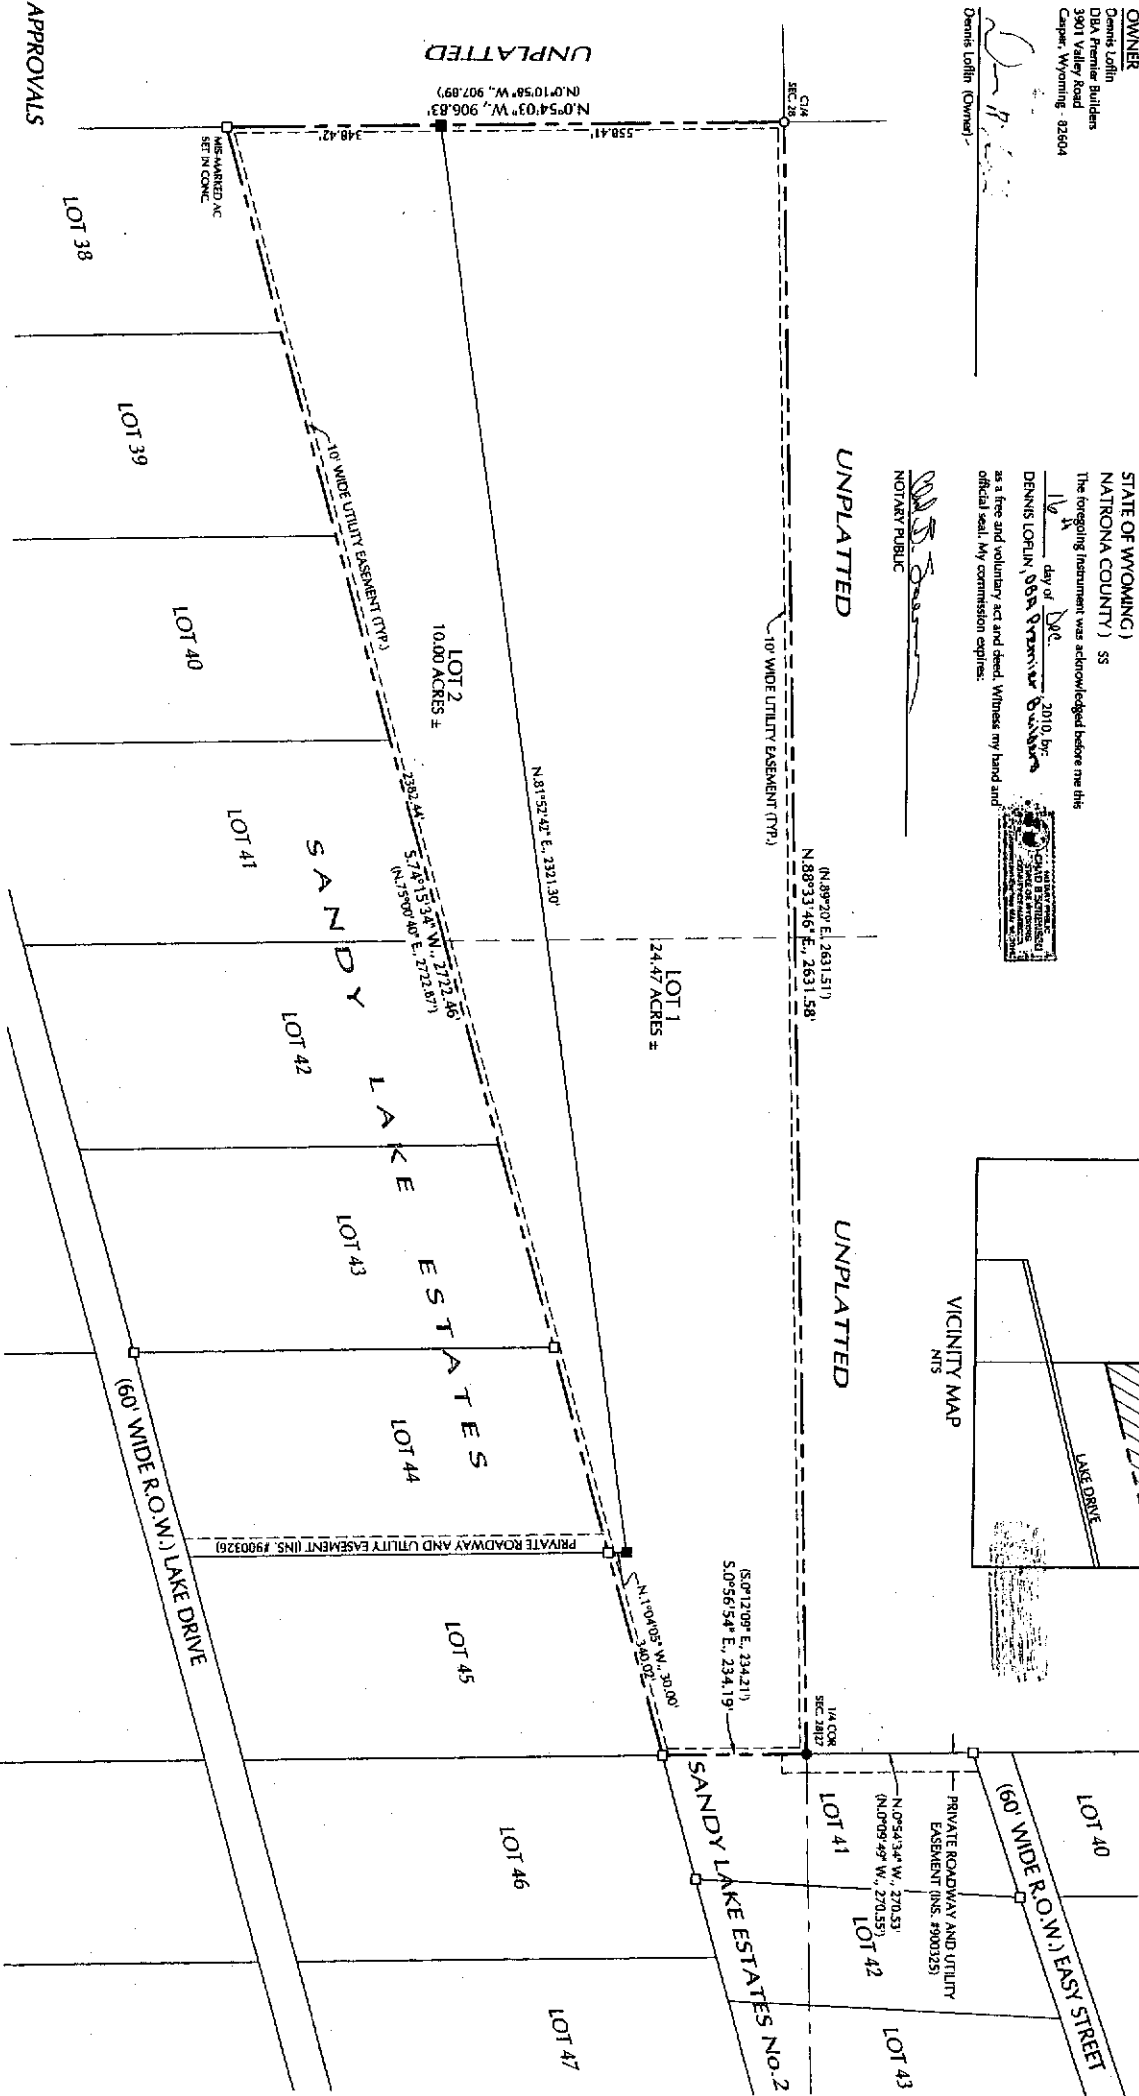 OWNER
Dennis Loflin
DBA Premier Builders
3901 Valley Road
Casper, Wyoming - 82604
Dennis Loflin (Owner)
STATE OF WYOMING )
NATRONA COUNTY ) SS
The foregoing instrument was acknowledged before me this
16th day of Dec. 2010, by:
DENNIS LOFLIN, DBA Premier Builders
as a free and voluntary act and deed. Witness my hand and
official seal. My commission expires:
NOTARY PUBLIC
NOTARY PUBLIC
STATE OF WYOMING
VICINITY MAP
NTS
LAKE DRIVE
C1/4
SEC. 28
UNPLATTED
UNPLATTED
UNPLATTED
10' WIDE UTILITY EASEMENT (TYP.)
(N.89°20' E., 2631.51')
N.88°33'46" E., 2631.58'
N.0°54'03" W., 906.83'
(N.0°10'58" W., 907.89')
558.41'
348.42'
MIS-MARKED AC
SET IN CONC.
LOT 1
24.47 ACRES ±
N.81°52'42" E., 2321.30'
LOT 2
10.00 ACRES ±
10' WIDE UTILITY EASEMENT (TYP.)
2382.44'
S.74°15'34" W., 2722.46'
(N.75°00'40" E., 2722.87')
N.1°04'05" W., 30.00'
340.02'
(S.0°12'09" E., 234.21')
S.0°56'54" E., 234.19'
1/4 COR
SEC. 28|27
PRIVATE ROADWAY AND UTILITY
EASEMENT (INS. #900325)
N.0°54'34" W., 270.53'
(N.0°09'49" W., 270.55')
(60' WIDE R.O.W.) EASY STREET
LOT 40
LOT 41
LOT 42
LOT 43
SANDY LAKE ESTATES No.2
SANDY LAKE ESTATES
LOT 38
LOT 39
LOT 40
LOT 41
LOT 42
LOT 43
LOT 44
LOT 45
LOT 46
LOT 47
PRIVATE ROADWAY AND UTILITY EASEMENT (INS. #900326)
(60' WIDE R.O.W.) LAKE DRIVE
APPROVALS